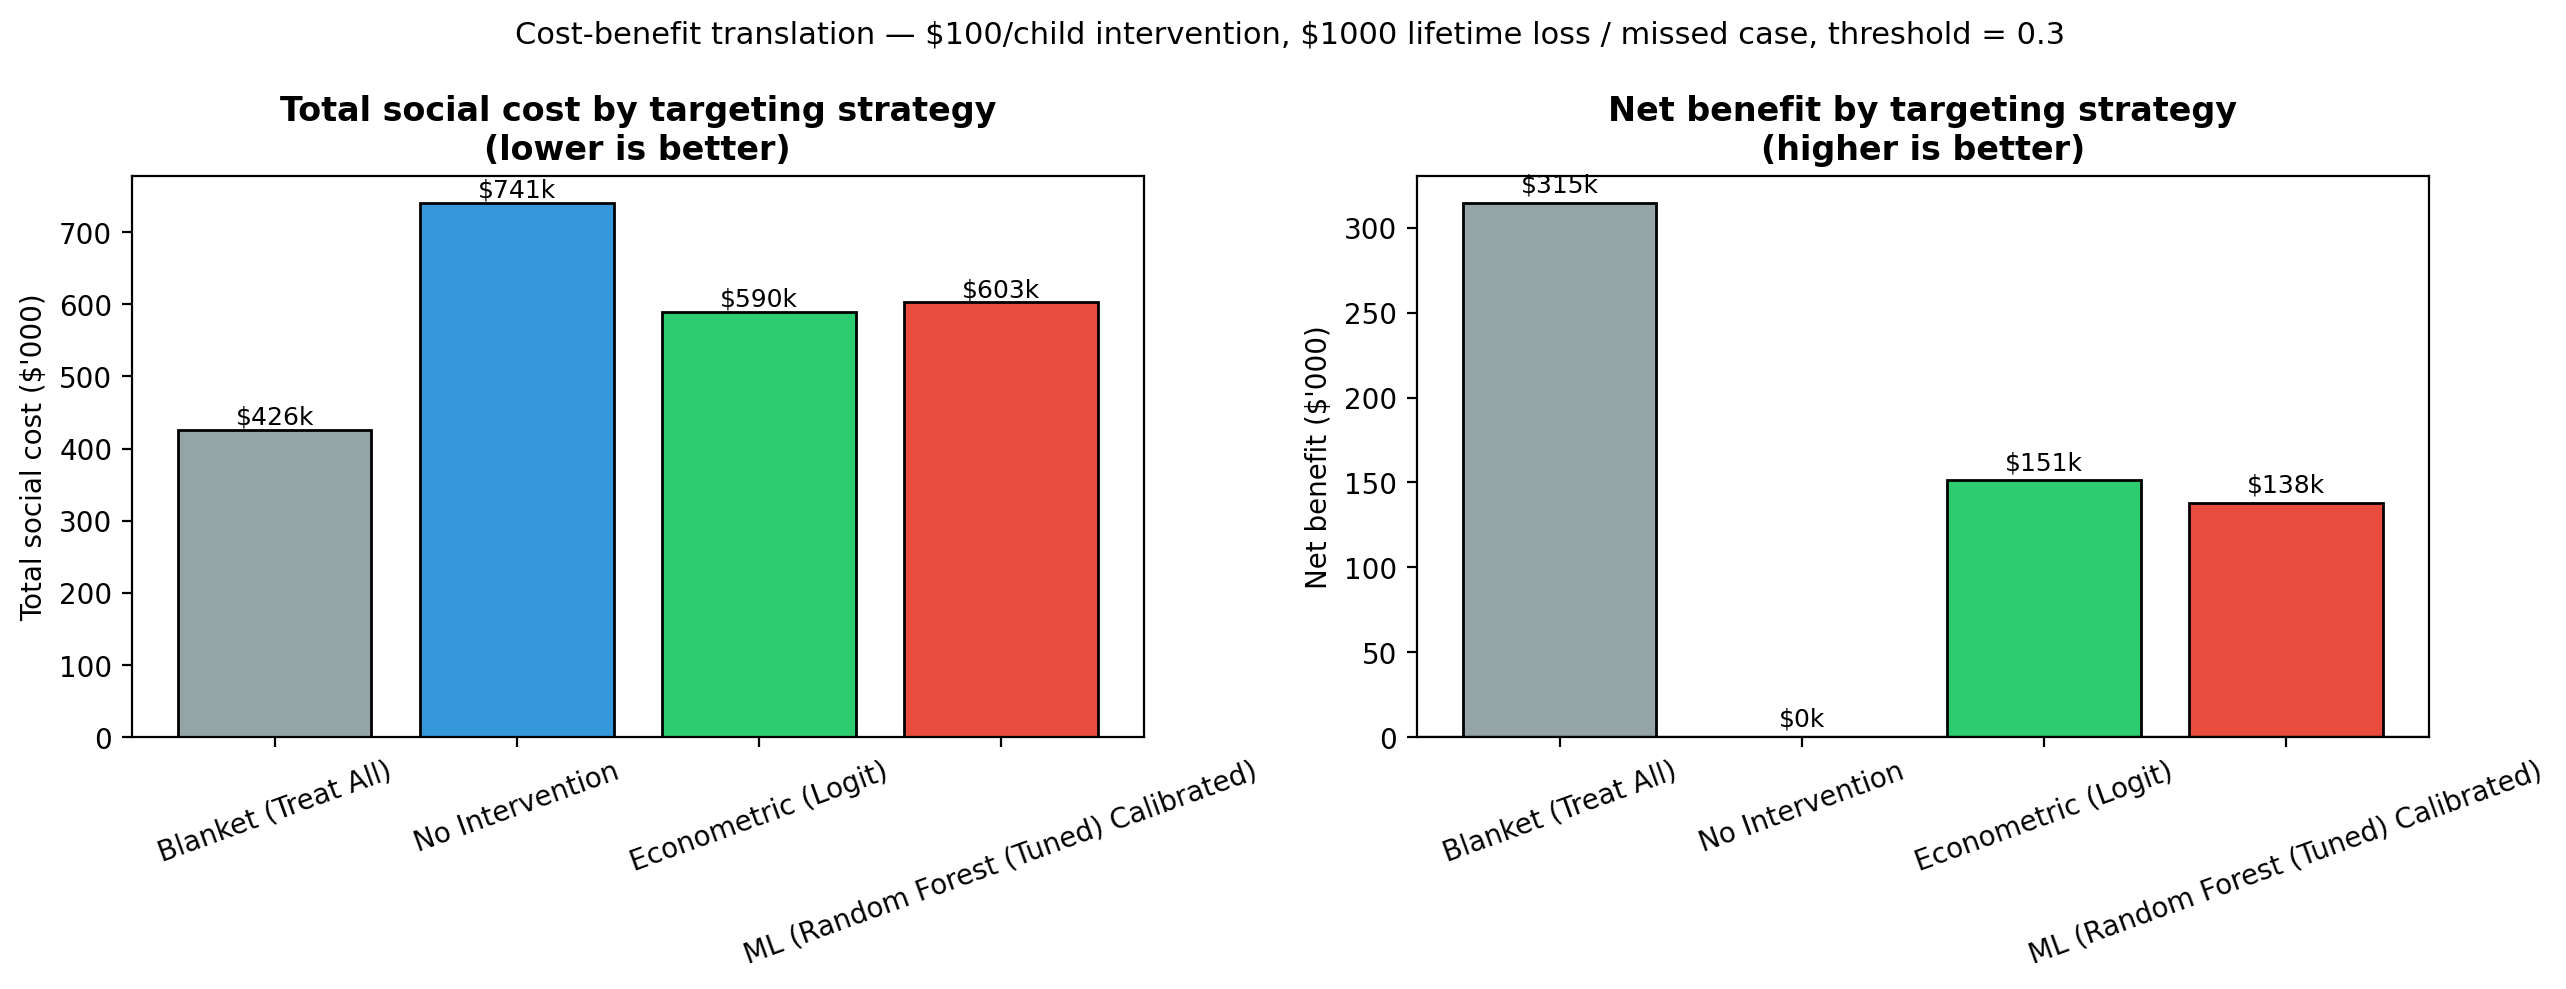 Cost-benefit translation — $100/child intervention, $1000 lifetime loss / missed case, threshold = 0.3
Total social cost by targeting strategy
(lower is better)
Total social cost ($'000)
700
600
500
400
300
200
100
0
$426k
$741k
$590k
$603k
Blanket (Treat All)
No Intervention
Econometric (Logit)
ML (Random Forest (Tuned) Calibrated)
Net benefit by targeting strategy
(higher is better)
Net benefit ($'000)
300
250
200
150
100
50
0
$315k
$0k
$151k
$138k
Blanket (Treat All)
No Intervention
Econometric (Logit)
ML (Random Forest (Tuned) Calibrated)